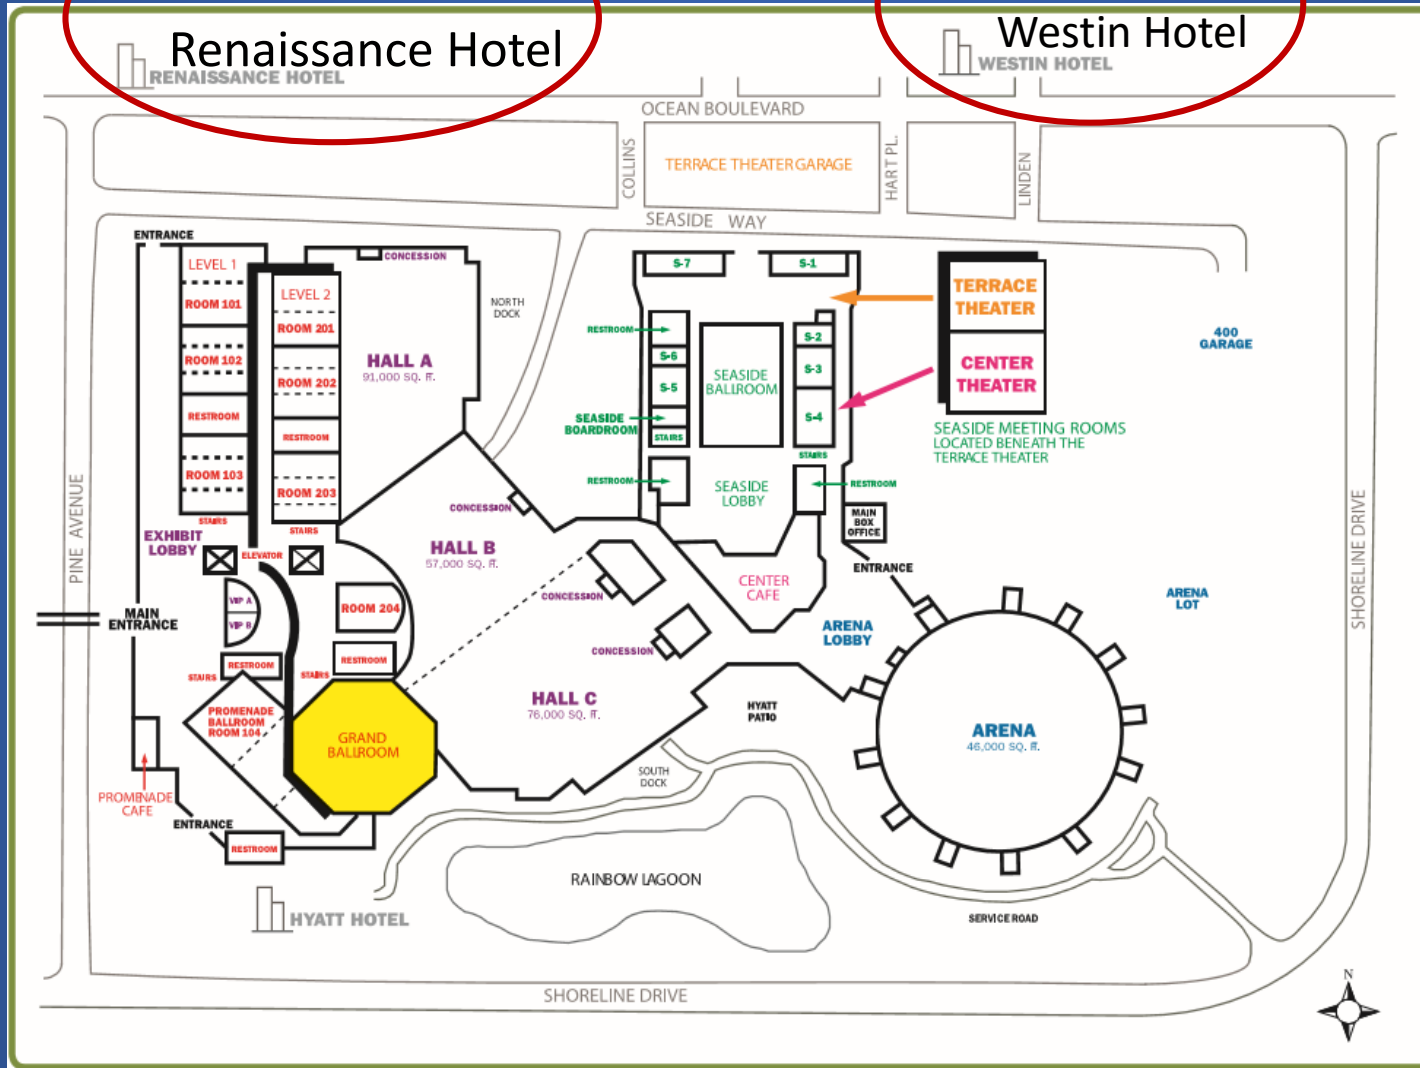 Renaissance Hotel
RENAISSANCE HOTEL
Westin Hotel
WESTIN HOTEL
OCEAN BOULEVARD
COLLINS
TERRACE THEATER GARAGE
HART PL.
LINDEN
SEASIDE WAY
ENTRANCE
LEVEL 1
ROOM 101
ROOM 102
RESTROOM
ROOM 103
STAIRS
LEVEL 2
ROOM 201
ROOM 202
RESTROOM
ROOM 203
STAIRS
CONCESSION
HALL A
91,000 SQ. FT.
NORTH
DOCK
S-7
S-1
RESTROOM
S-6
S-5
SEASIDE
BOARDROOM
STAIRS
RESTROOM
SEASIDE
BALLROOM
S-2
S-3
S-4
STAIRS
SEASIDE
LOBBY
RESTROOM
TERRACE
THEATER
CENTER
THEATER
SEASIDE MEETING ROOMS
LOCATED BENEATH THE
TERRACE THEATER
400
GARAGE
PINE AVENUE
EXHIBIT
LOBBY
ELEVATOR
VIP A
VIP B
MAIN
ENTRANCE
ROOM 204
RESTROOM
STAIRS
RESTROOM
STAIRS
PROMENADE
BALLROOM
ROOM 104
GRAND
BALLROOM
PROMENADE
CAFE
ENTRANCE
RESTROOM
CONCESSION
HALL B
57,000 SQ. FT.
CONCESSION
CONCESSION
HALL C
76,000 SQ. FT.
MAIN
BOX
OFFICE
ENTRANCE
CENTER
CAFE
ARENA
LOBBY
HYATT
PATIO
SOUTH
DOCK
ARENA
46,000 SQ. FT.
ARENA
LOT
SHORELINE DRIVE
RAINBOW LAGOON
HYATT HOTEL
SERVICE ROAD
SHORELINE DRIVE
N